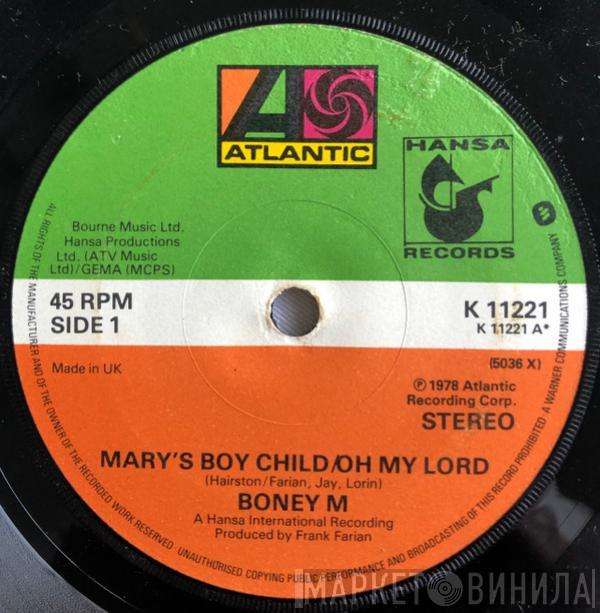 ATLANTIC
HANSA
RECORDS
Bourne Music Ltd.
Hansa Productions
Ltd. (ATV Music
Ltd)/GEMA (MCPS)
45 RPM
SIDE 1
K 11221
K 11221 A*
Made in UK
(5036 X)
℗ 1978 Atlantic
Recording Corp.
STEREO
MARY'S BOY CHILD/OH MY LORD
(Hairston/Farian, Jay, Lorin)
BONEY M
A Hansa International Recording
Produced by Frank Farian
ALL RIGHTS OF THE MANUFACTURER AND OF THE OWNER OF THE RECORDED WORK RESERVED UNAUTHORISED COPYING PUBLIC PERFORMANCE AND BROADCASTING OF THIS RECORD PROHIBITED · A WARNER COMMUNICATIONS COMPANY
МАРКЕТ ВИНИЛА